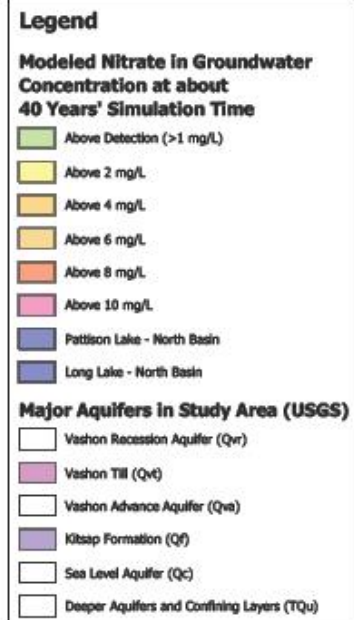 Legend
Modeled Nitrate in Groundwater
Concentration at about
40 Years' Simulation Time
Above Detection (>1 mg/L)
Above 2 mg/L
Above 4 mg/L
Above 6 mg/L
Above 8 mg/L
Above 10 mg/L
Pattison Lake - North Basin
Long Lake - North Basin
Major Aquifers in Study Area (USGS)
Vashon Recession Aquifer (Qvr)
Vashon Till (Qvt)
Vashon Advance Aquifer (Qva)
Kitsap Formation (Qf)
Sea Level Aquifer (Qc)
Deeper Aquifers and Confining Layers (TQu)